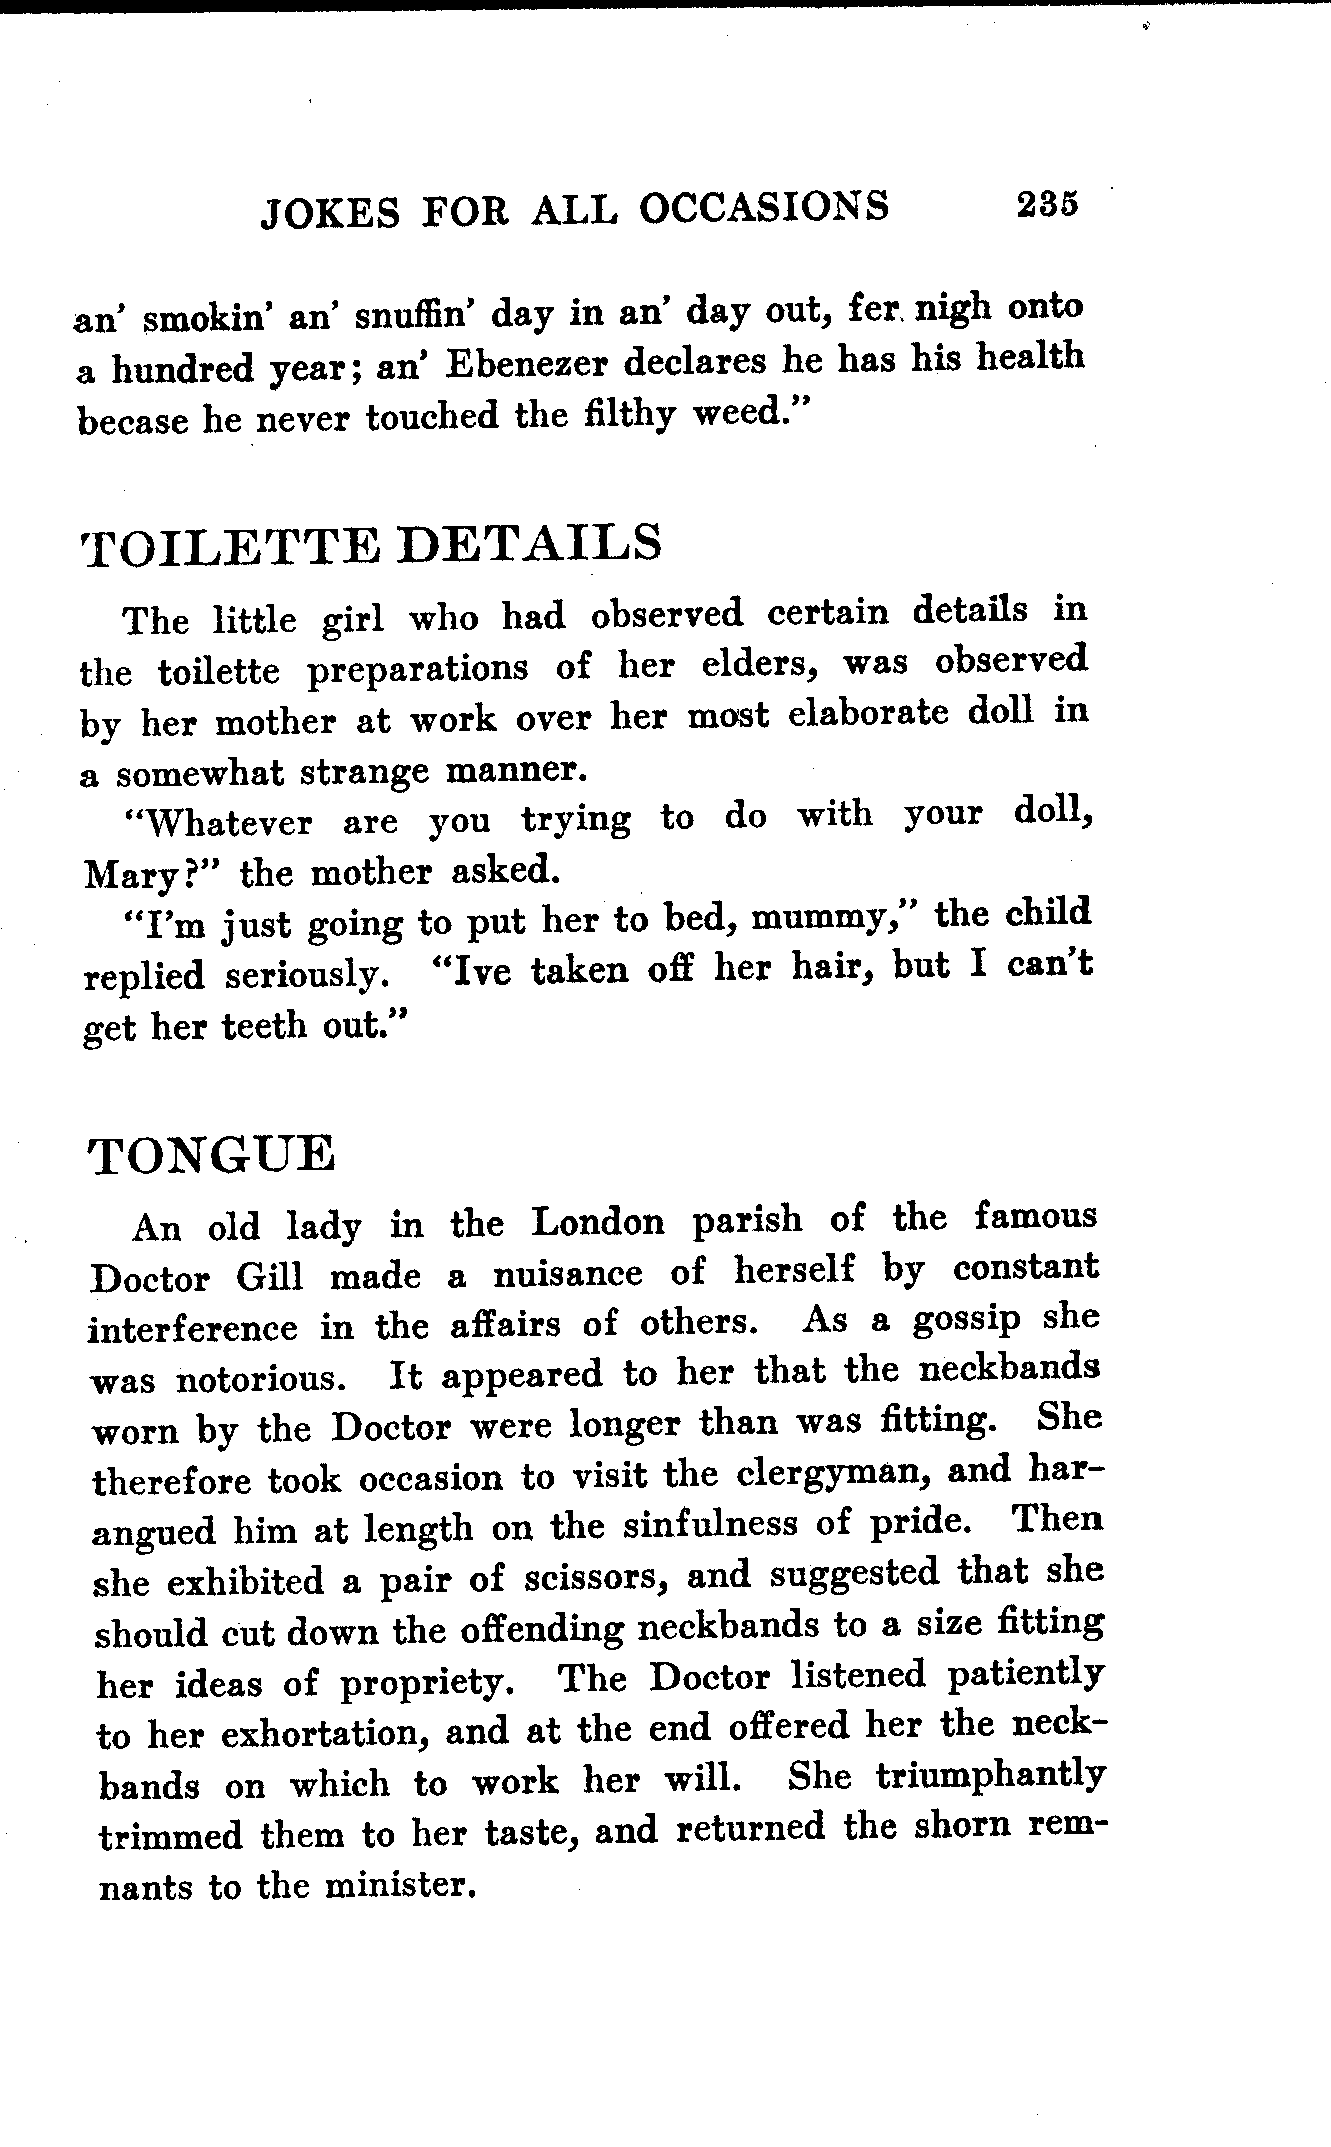 JOKES FOR ALL OCCASIONS 235
an' smokin' an' snuffin' day in an' day out, fer nigh onto
a hundred year; an' Ebenezer declares he has his health
becase he never touched the filthy weed."
TOILETTE DETAILS
The little girl who had observed certain details in
the toilette preparations of her elders, was observed
by her mother at work over her most elaborate doll in
a somewhat strange manner.
"Whatever are you trying to do with your doll,
Mary?" the mother asked.
"I'm just going to put her to bed, mummy," the child
replied seriously. "Ive taken off her hair, but I can't
get her teeth out."
TONGUE
An old lady in the London parish of the famous
Doctor Gill made a nuisance of herself by constant
interference in the affairs of others. As a gossip she
was notorious. It appeared to her that the neckbands
worn by the Doctor were longer than was fitting. She
therefore took occasion to visit the clergyman, and har-
angued him at length on the sinfulness of pride. Then
she exhibited a pair of scissors, and suggested that she
should cut down the offending neckbands to a size fitting
her ideas of propriety. The Doctor listened patiently
to her exhortation, and at the end offered her the neck-
bands on which to work her will. She triumphantly
trimmed them to her taste, and returned the shorn rem-
nants to the minister.